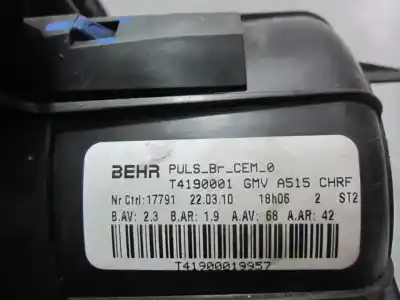 BEHR PULS_Br_CEM_0
T4190001 GMV A515 CHRF
Nr Ctrl:17791 22.03.10 18h06 2 ST2
B.AV: 2.3 B.AR: 1.9 A.AV: 68 A.AR: 42
T41900019957